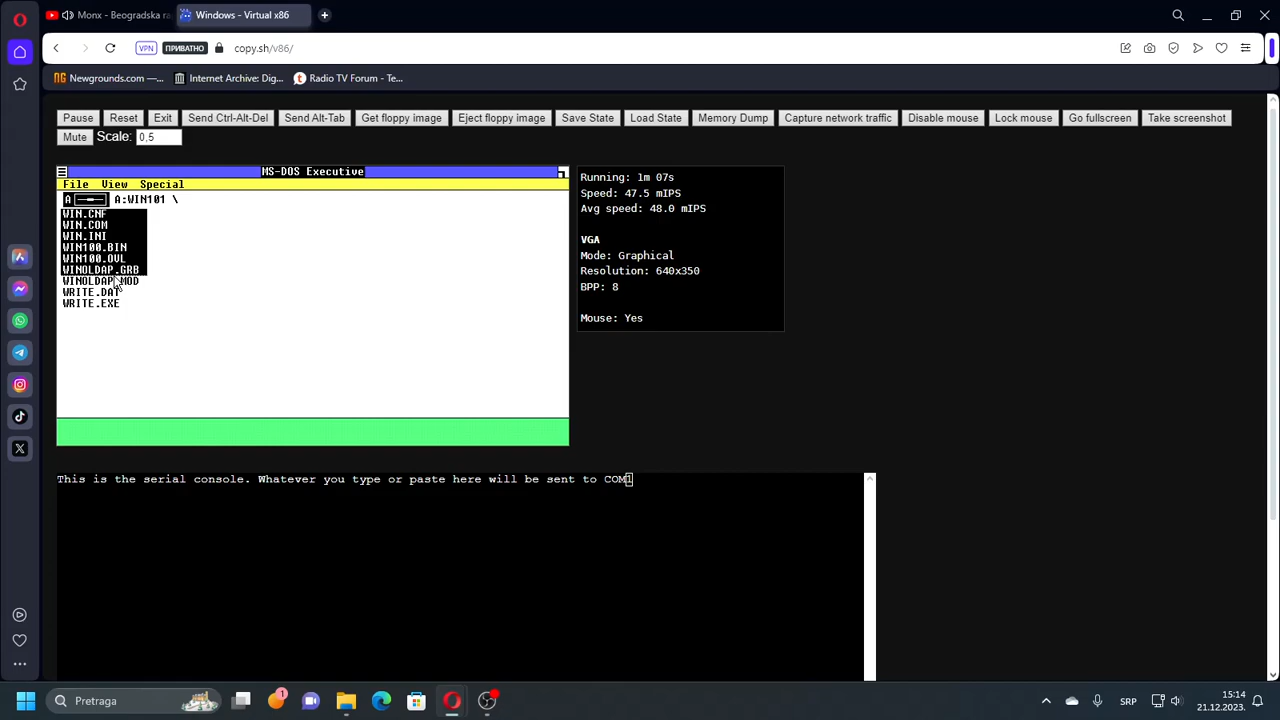 Monx - Beogradska ra
Windows - Virtual x86
VPN
ПРИВАТНО
copy.sh/v86/
Newgrounds.com —...
Internet Archive: Dig...
Radio TV Forum - Te...
Pause
Reset
Exit
Send Ctrl-Alt-Del
Send Alt-Tab
Get floppy image
Eject floppy image
Save State
Load State
Memory Dump
Capture network traffic
Disable mouse
Lock mouse
Go fullscreen
Take screenshot
Mute
Scale: 0,5
MS-DOS Executive
File View Special
A A:WIN101 \
WIN.CNF
WIN.COM
WIN.INI
WIN100.BIN
WIN100.OVL
WINOLDAP.GRB
WINOLDAP.MOD
WRITE.DAT
WRITE.EXE
Running: 1m 07s
Speed: 47.5 mIPS
Avg speed: 48.0 mIPS
VGA
Mode: Graphical
Resolution: 640x350
BPP: 8
Mouse: Yes
This is the serial console. Whatever you type or paste here will be sent to COM1
Pretraga
1
SRP
15:14
21.12.2023.